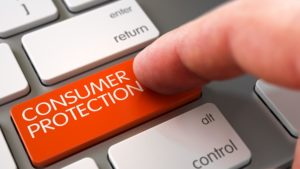 enter
return
CONSUMER
PROTECTION
alt
control